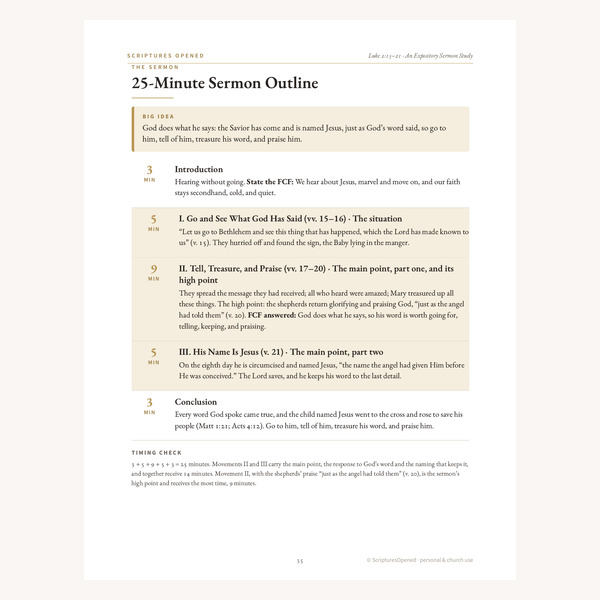 SCRIPTURES OPENED
Luke 2:15–21 · An Expository Sermon Study
THE SERMON
25-Minute Sermon Outline
BIG IDEA
God does what he says: the Savior has come and is named Jesus, just as God's word said, so go to
him, tell of him, treasure his word, and praise him.
3
MIN
Introduction
Hearing without going. State the FCF: We hear about Jesus, marvel and move on, and our faith
stays secondhand, cold, and quiet.
5
MIN
I. Go and See What God Has Said (vv. 15–16) · The situation
“Let us go to Bethlehem and see this thing that has happened, which the Lord has made known to
us” (v. 15). They hurried off and found the sign, the Baby lying in the manger.
9
MIN
II. Tell, Treasure, and Praise (vv. 17–20) · The main point, part one, and its
high point
They spread the message they had received; all who heard were amazed; Mary treasured up all
these things. The high point: the shepherds return glorifying and praising God, “just as the angel
had told them” (v. 20). FCF answered: God does what he says, so his word is worth going for,
telling, keeping, and praising.
5
MIN
III. His Name Is Jesus (v. 21) · The main point, part two
On the eighth day he is circumcised and named Jesus, “the name the angel had given Him before
He was conceived.” The Lord saves, and he keeps his word to the last detail.
3
MIN
Conclusion
Every word God spoke came true, and the child named Jesus went to the cross and rose to save his
people (Matt 1:21; Acts 4:12). Go to him, tell of him, treasure his word, and praise him.
TIMING CHECK
3 + 5 + 9 + 5 + 3 = 25 minutes. Movements II and III carry the main point, the response to God's word and the naming that keeps it,
and together receive 14 minutes. Movement II, with the shepherds' praise “just as the angel had told them” (v. 20), is the sermon's
high point and receives the most time, 9 minutes.
35
© ScripturesOpened · personal & church use